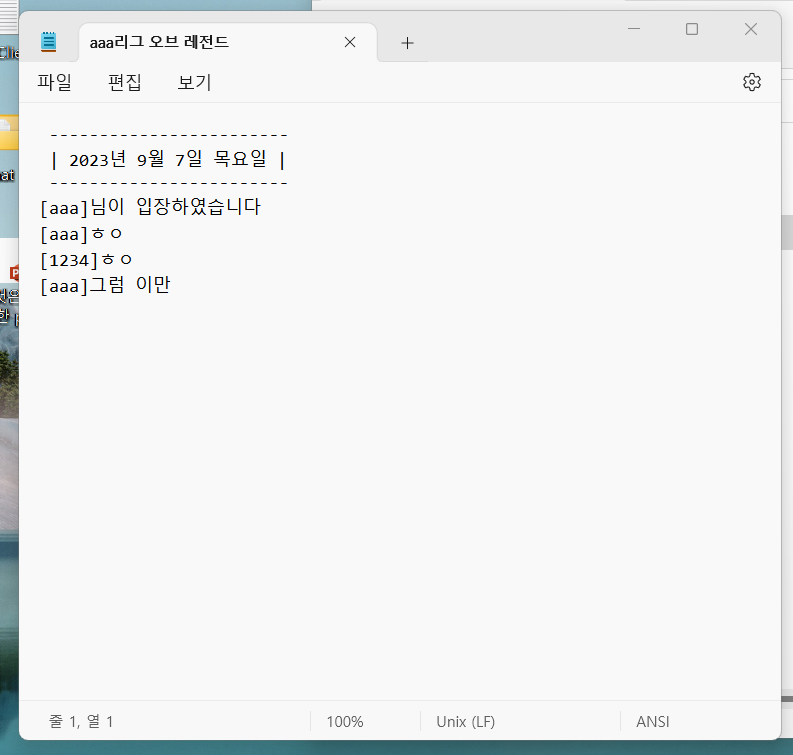 aaa리그 오브 레전드
파일 편집 보기
-------------------------
| 2023년 9월 7일 목요일 |
-------------------------
[aaa]님이 입장하였습니다
[aaa]ㅎㅇ
[1234]ㅎㅇ
[aaa]그럼 이만
줄 1, 열 1 100% Unix (LF) ANSI